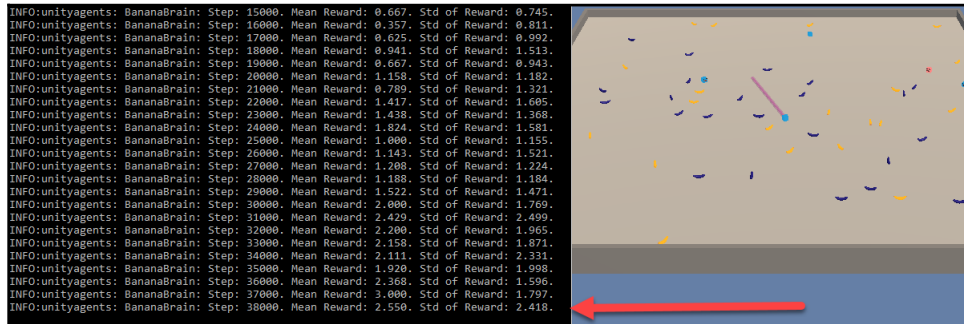 INFO:unityagents: BananaBrain: Step: 15000. Mean Reward: 0.667. Std of Reward: 0.745.
INFO:unityagents: BananaBrain: Step: 16000. Mean Reward: 0.357. Std of Reward: 0.811.
INFO:unityagents: BananaBrain: Step: 17000. Mean Reward: 0.625. Std of Reward: 0.992.
INFO:unityagents: BananaBrain: Step: 18000. Mean Reward: 0.941. Std of Reward: 1.513.
INFO:unityagents: BananaBrain: Step: 19000. Mean Reward: 0.667. Std of Reward: 0.943.
INFO:unityagents: BananaBrain: Step: 20000. Mean Reward: 1.158. Std of Reward: 1.182.
INFO:unityagents: BananaBrain: Step: 21000. Mean Reward: 0.789. Std of Reward: 1.321.
INFO:unityagents: BananaBrain: Step: 22000. Mean Reward: 1.417. Std of Reward: 1.605.
INFO:unityagents: BananaBrain: Step: 23000. Mean Reward: 1.438. Std of Reward: 1.368.
INFO:unityagents: BananaBrain: Step: 24000. Mean Reward: 1.824. Std of Reward: 1.581.
INFO:unityagents: BananaBrain: Step: 25000. Mean Reward: 1.000. Std of Reward: 1.155.
INFO:unityagents: BananaBrain: Step: 26000. Mean Reward: 1.143. Std of Reward: 1.521.
INFO:unityagents: BananaBrain: Step: 27000. Mean Reward: 1.208. Std of Reward: 1.224.
INFO:unityagents: BananaBrain: Step: 28000. Mean Reward: 1.188. Std of Reward: 1.184.
INFO:unityagents: BananaBrain: Step: 29000. Mean Reward: 1.522. Std of Reward: 1.471.
INFO:unityagents: BananaBrain: Step: 30000. Mean Reward: 2.000. Std of Reward: 1.769.
INFO:unityagents: BananaBrain: Step: 31000. Mean Reward: 2.429. Std of Reward: 2.499.
INFO:unityagents: BananaBrain: Step: 32000. Mean Reward: 2.200. Std of Reward: 1.965.
INFO:unityagents: BananaBrain: Step: 33000. Mean Reward: 2.158. Std of Reward: 1.871.
INFO:unityagents: BananaBrain: Step: 34000. Mean Reward: 2.111. Std of Reward: 2.331.
INFO:unityagents: BananaBrain: Step: 35000. Mean Reward: 1.920. Std of Reward: 1.998.
INFO:unityagents: BananaBrain: Step: 36000. Mean Reward: 2.368. Std of Reward: 1.596.
INFO:unityagents: BananaBrain: Step: 37000. Mean Reward: 3.000. Std of Reward: 1.797.
INFO:unityagents: BananaBrain: Step: 38000. Mean Reward: 2.550. Std of Reward: 2.418.